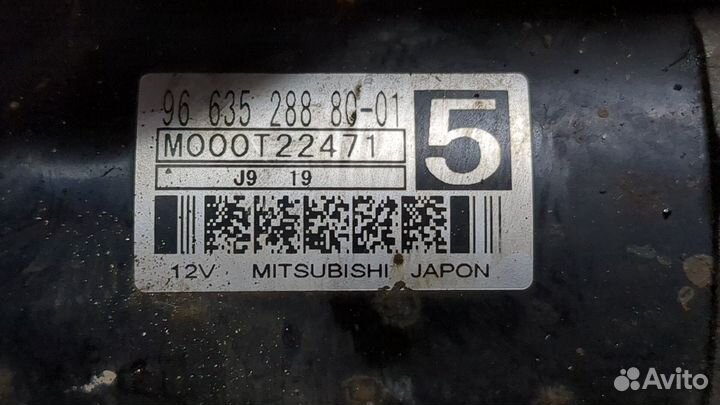 96 635 288 80-01
5
M000T22471
J9 19
12V MITSUBISHI JAPON
Avito